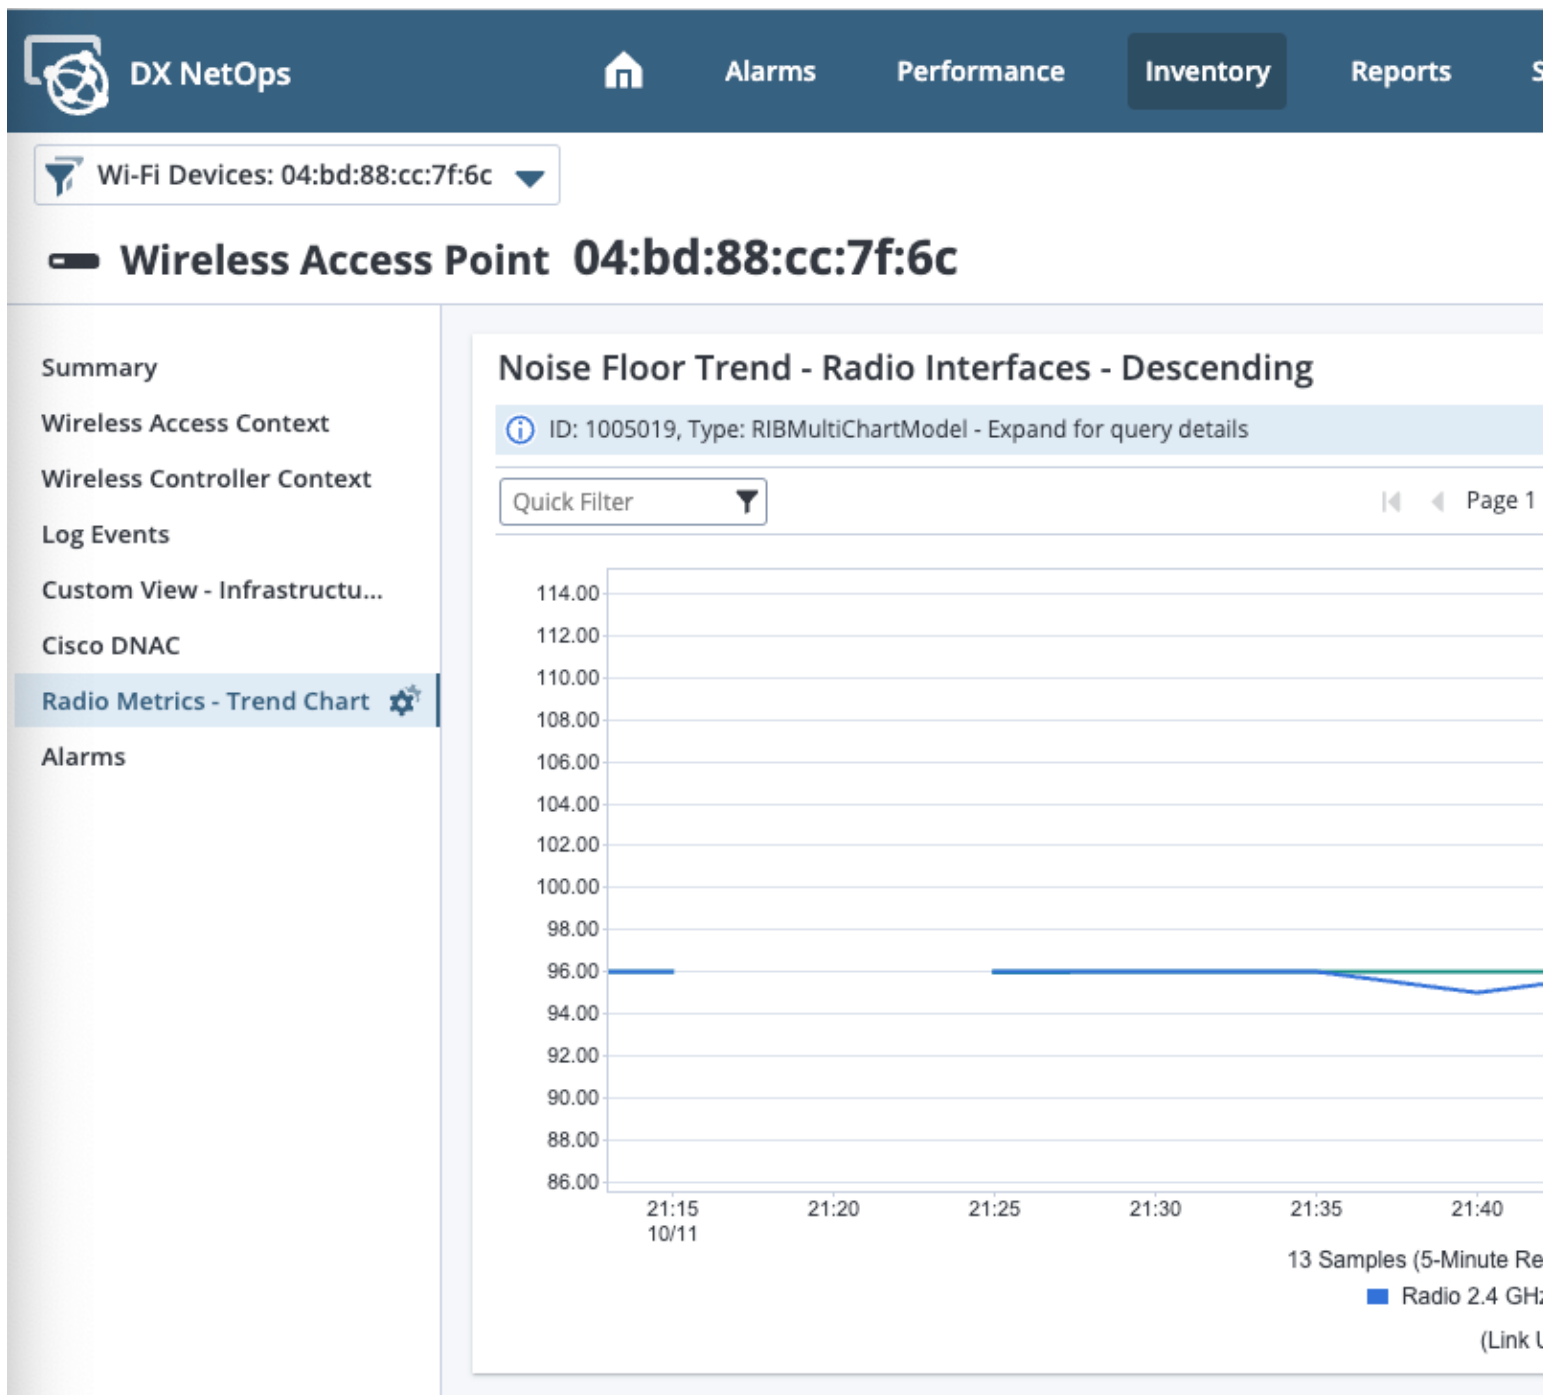 DX NetOps
Alarms
Performance
Inventory
Reports
Wi-Fi Devices: 04:bd:88:cc:7f:6c
Wireless Access Point 04:bd:88:cc:7f:6c
Summary
Wireless Access Context
Wireless Controller Context
Log Events
Custom View - Infrastructu...
Cisco DNAC
Radio Metrics - Trend Chart
Alarms
Noise Floor Trend - Radio Interfaces - Descending
ID: 1005019, Type: RIBMultiChartModel - Expand for query details
Quick Filter
Page 1
114.00
112.00
110.00
108.00
106.00
104.00
102.00
100.00
98.00
96.00
94.00
92.00
90.00
88.00
86.00
21:15 21:20 21:25 21:30 21:35 21:40
10/11
13 Samples (5-Minute
Radio 2.4 GHz
(Link